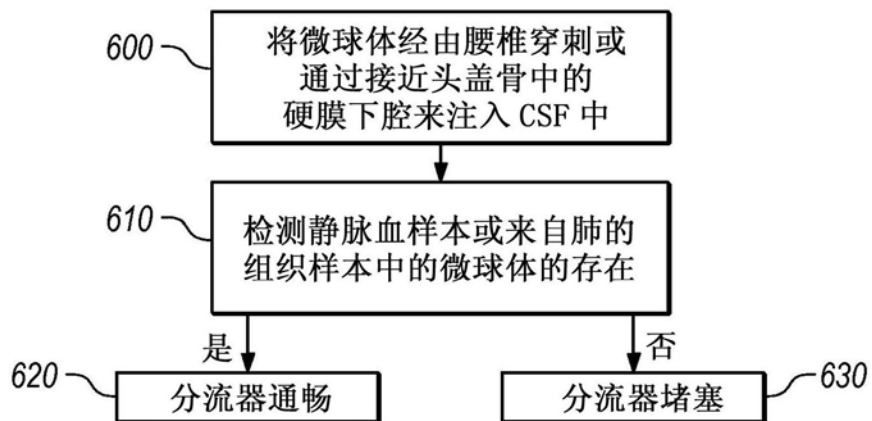 600
将微球体经由腰椎穿刺或
通过接近头盖骨中的
硬膜下腔来注入 CSF 中
610
检测静脉血样本或来自肺的
组织样本中的微球体的存在
是
否
620
分流器通畅
分流器堵塞
630